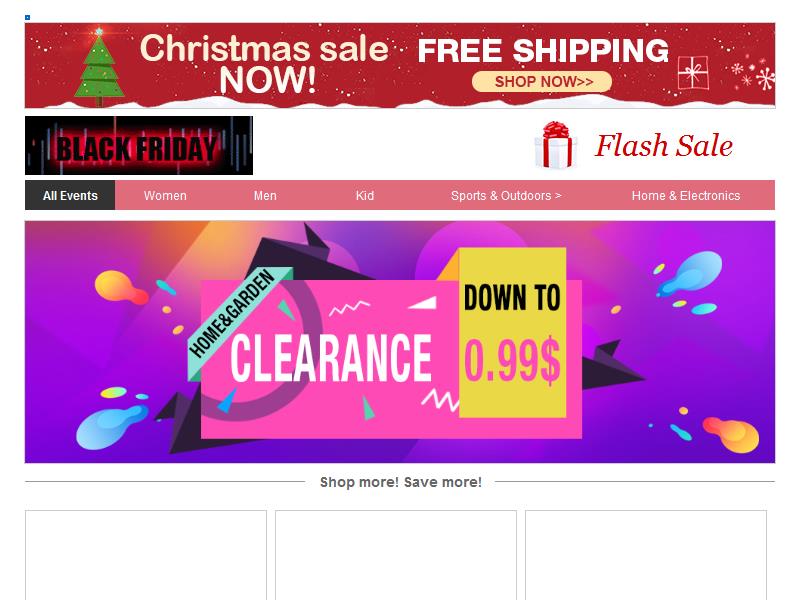 Christmas sale
NOW!
FREE SHIPPING
SHOP NOW>>
BLACK FRIDAY
Flash Sale
All Events
Women
Men
Kid
Sports & Outdoors >
Home & Electronics
HOME&GARDEN
CLEARANCE
DOWN TO
0.99$
Shop more! Save more!